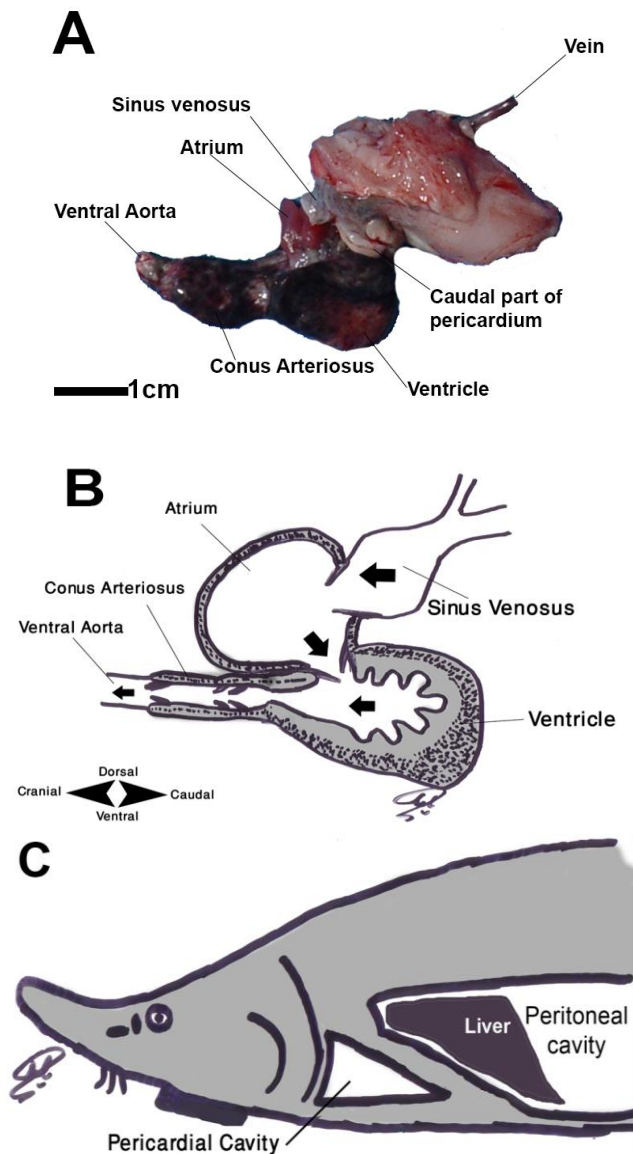 A
Vein
Sinus venosus
Atrium
Ventral Aorta
Caudal part of
pericardium
Conus Arteriosus
Ventricle
1cm
B
Atrium
Conus Arteriosus
Sinus Venosus
Ventral Aorta
Ventricle
Dorsal
Cranial
Caudal
Ventral
C
Liver
Peritoneal
cavity
Pericardial Cavity